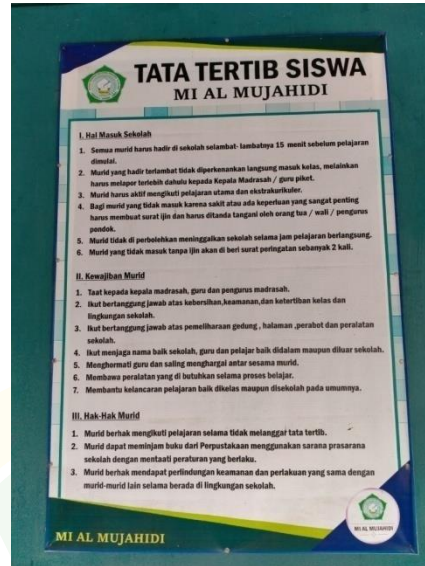 TATA TERTIB SISWA
MI AL MUJAHIDI
I. Hal Masuk Sekolah
1. Semua murid harus hadir di sekolah selambat- lambatnya 15 menit sebelum pelajaran
dimulai.
2. Murid yang hadir terlambat tidak diperkenankan langsung masuk kelas, melainkan
harus melapor terlebih dahulu kepada Kepala Madrasah / guru piket.
3. Murid harus aktif mengikuti pelajaran utama dan ekstrakurikuler.
4. Bagi murid yang tidak masuk karena sakit atau ada keperluan yang sangat penting
harus membuat surat ijin dan harus ditanda tangani oleh orang tua / wali / pengurus
pondok.
5. Murid tidak di perbolehkan meninggalkan sekolah selama jam pelajaran berlangsung.
6. Murid yang tidak masuk tanpa ijin akan di beri surat peringatan sebanyak 2 kali.
II. Kewajiban Murid
1. Taat kepada kepala madrasah, guru dan pengurus madrasah.
2. Ikut bertanggung jawab atas kebersihan,keamanan,dan ketertiban kelas dan
lingkungan sekolah.
3. Ikut bertanggung jawab atas pemeliharaan gedung , halaman ,perabot dan peralatan
sekolah.
4. Ikut menjaga nama baik sekolah, guru dan pelajar baik didalam maupun diluar sekolah.
5. Menghormati guru dan saling menghargai antar sesama murid.
6. Membawa peralatan yang di butuhkan selama proses belajar.
7. Membantu kelancaran pelajaran baik dikelas maupun disekolah pada umumnya.
III. Hak-Hak Murid
1. Murid berhak mengikuti pelajaran selama tidak melanggar tata tertib.
2. Murid dapat meminjam buku dari Perpustakaan menggunakan sarana prasarana
sekolah dengan mentaati peraturan yang berlaku.
3. Murid berhak mendapat perlindungan keamanan dan perlakuan yang sama dengan
murid-murid lain selama berada di lingkungan sekolah.
MI AL MUJAHIDI
MI AL MUJAHIDI